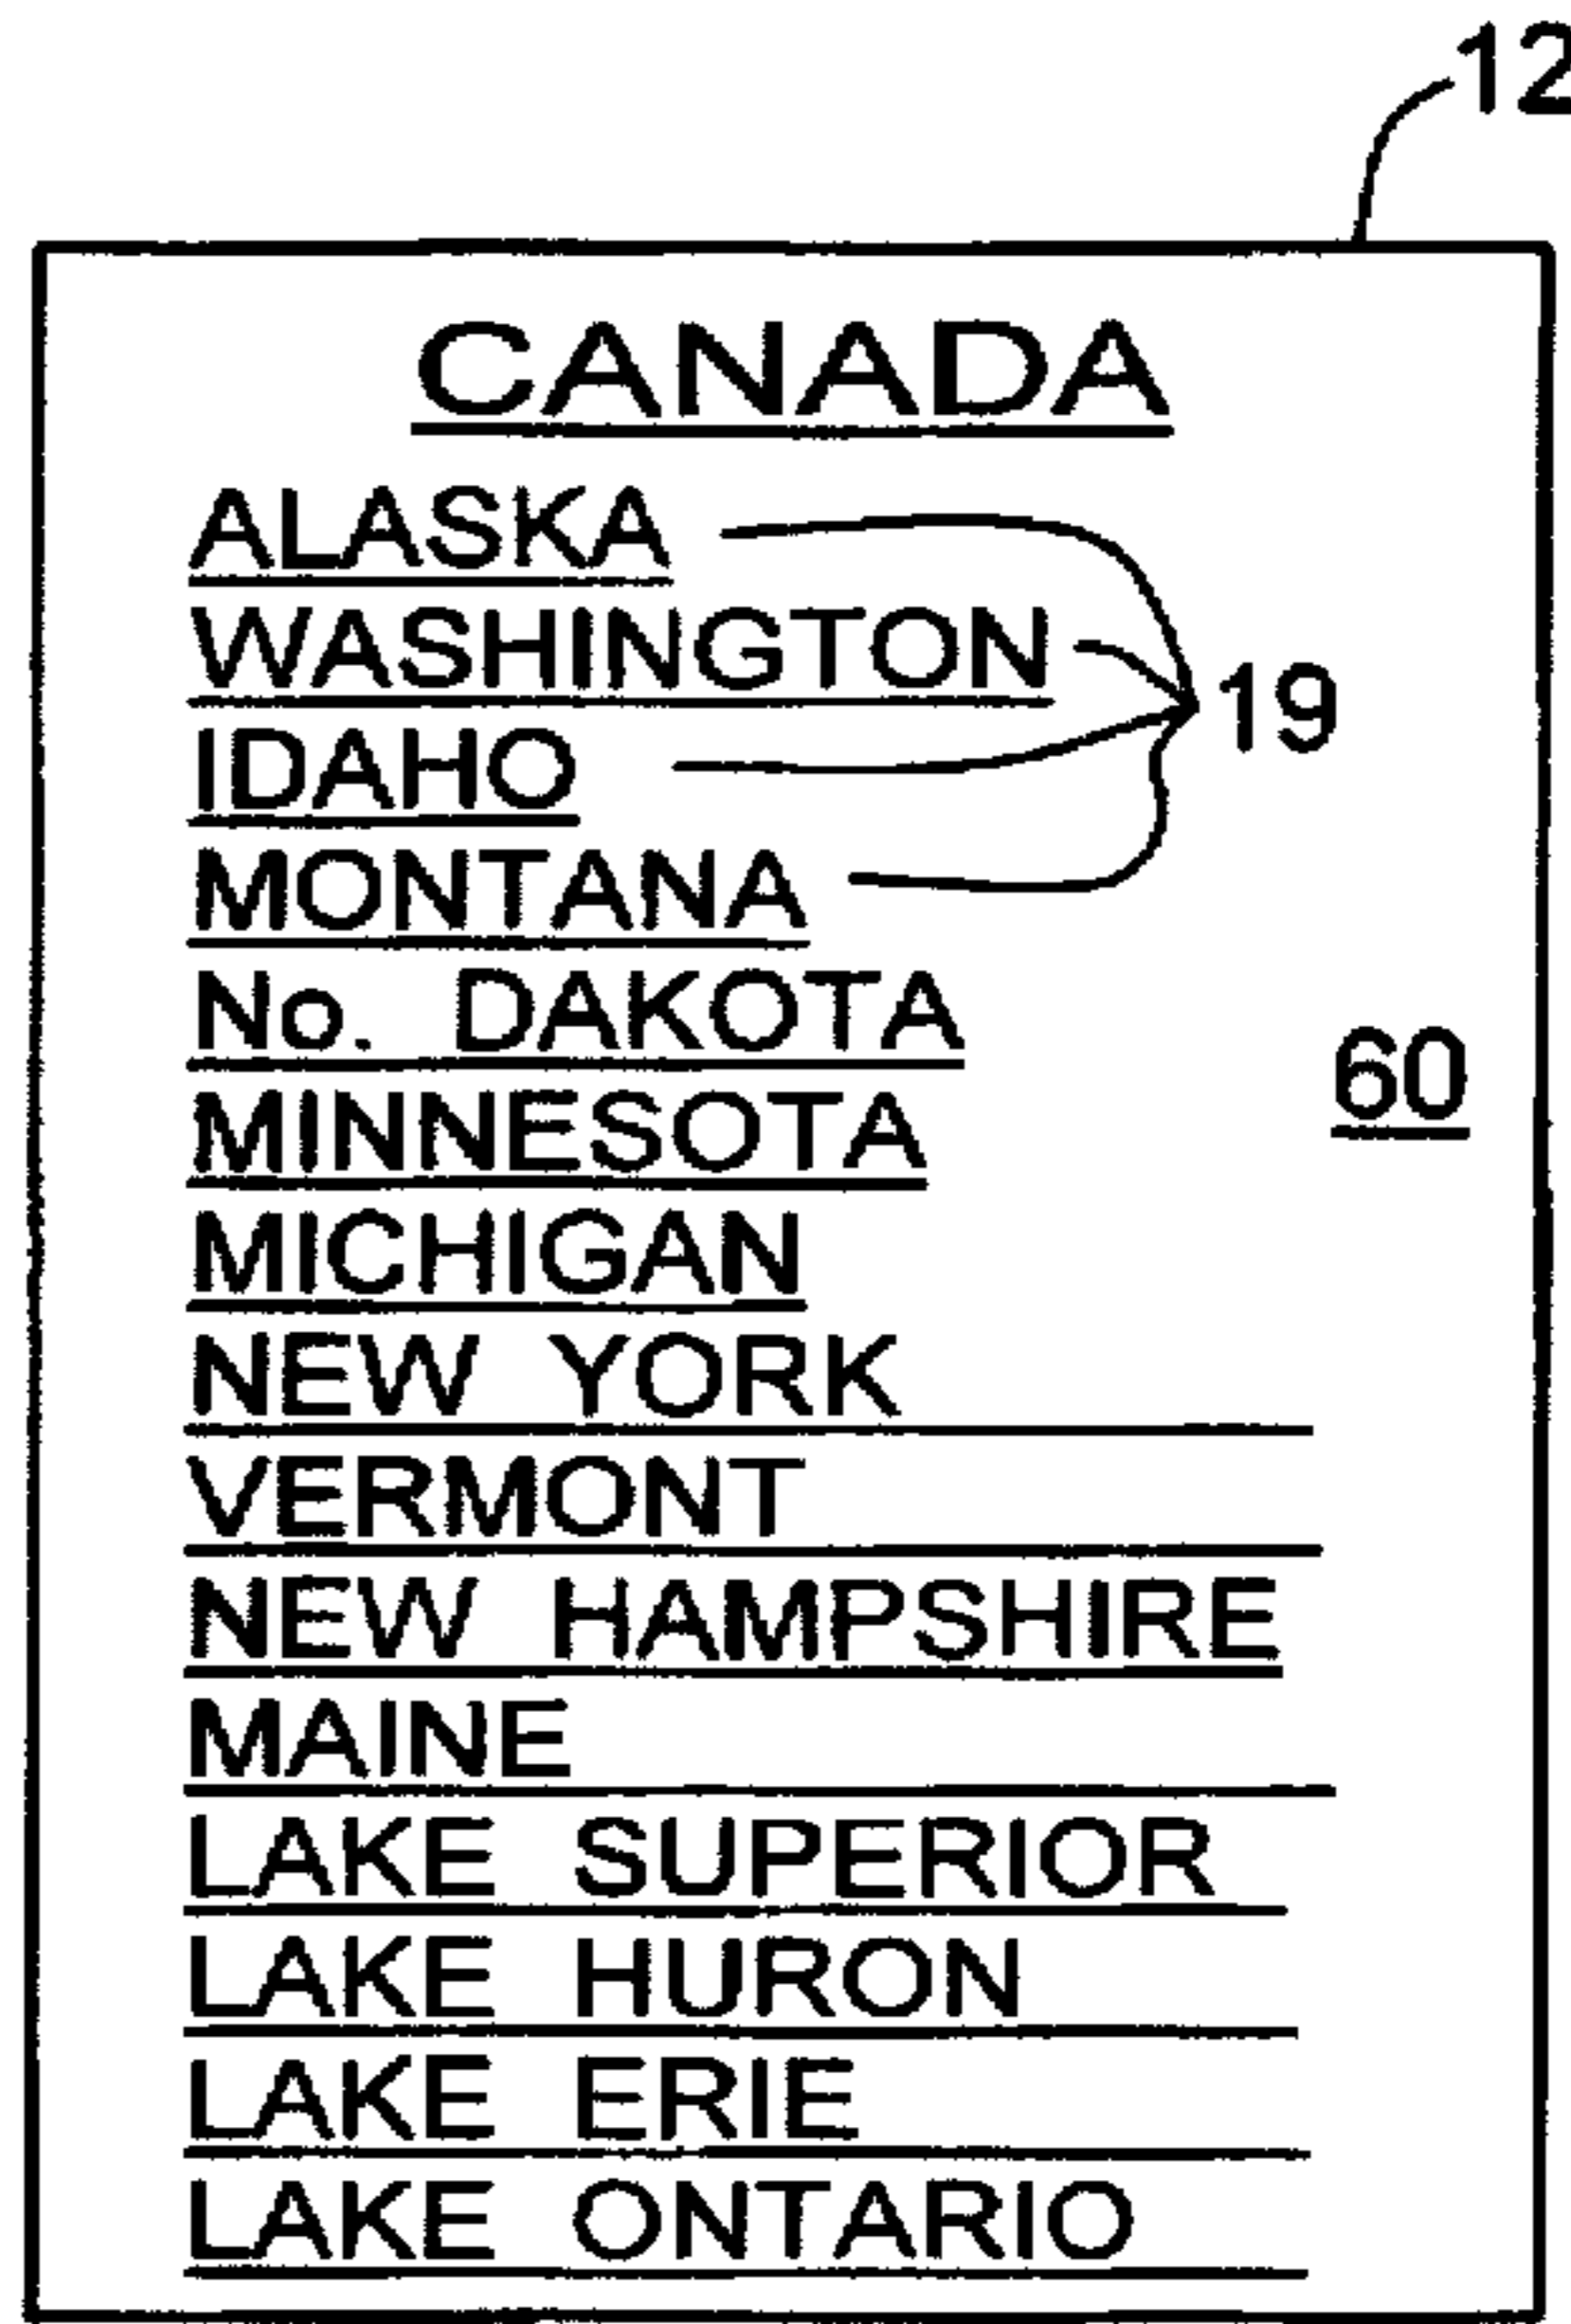 12
CANADA
ALASKA
WASHINGTON
19
IDAHO
MONTANA
No. DAKOTA
60
MINNESOTA
MICHIGAN
NEW YORK
VERMONT
NEW HAMPSHIRE
MAINE
LAKE SUPERIOR
LAKE HURON
LAKE ERIE
LAKE ONTARIO